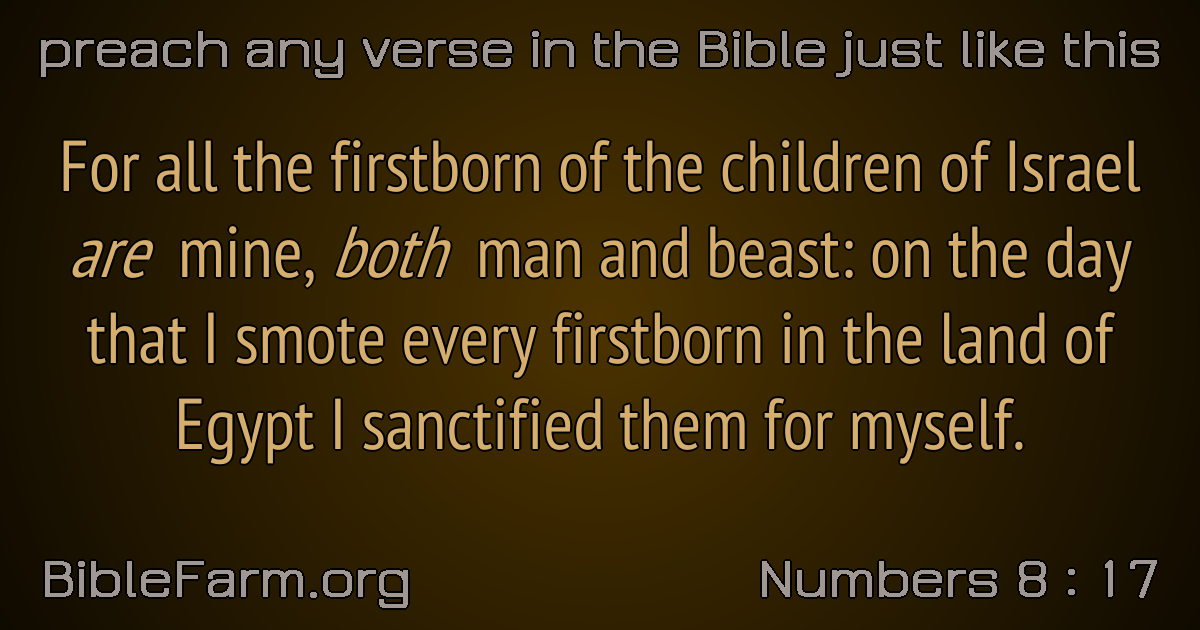 preach any verse in the Bible just like this
For all the firstborn of the children of Israel
are mine, both man and beast: on the day
that I smote every firstborn in the land of
Egypt I sanctified them for myself.
BibleFarm.org
Numbers 8 : 17